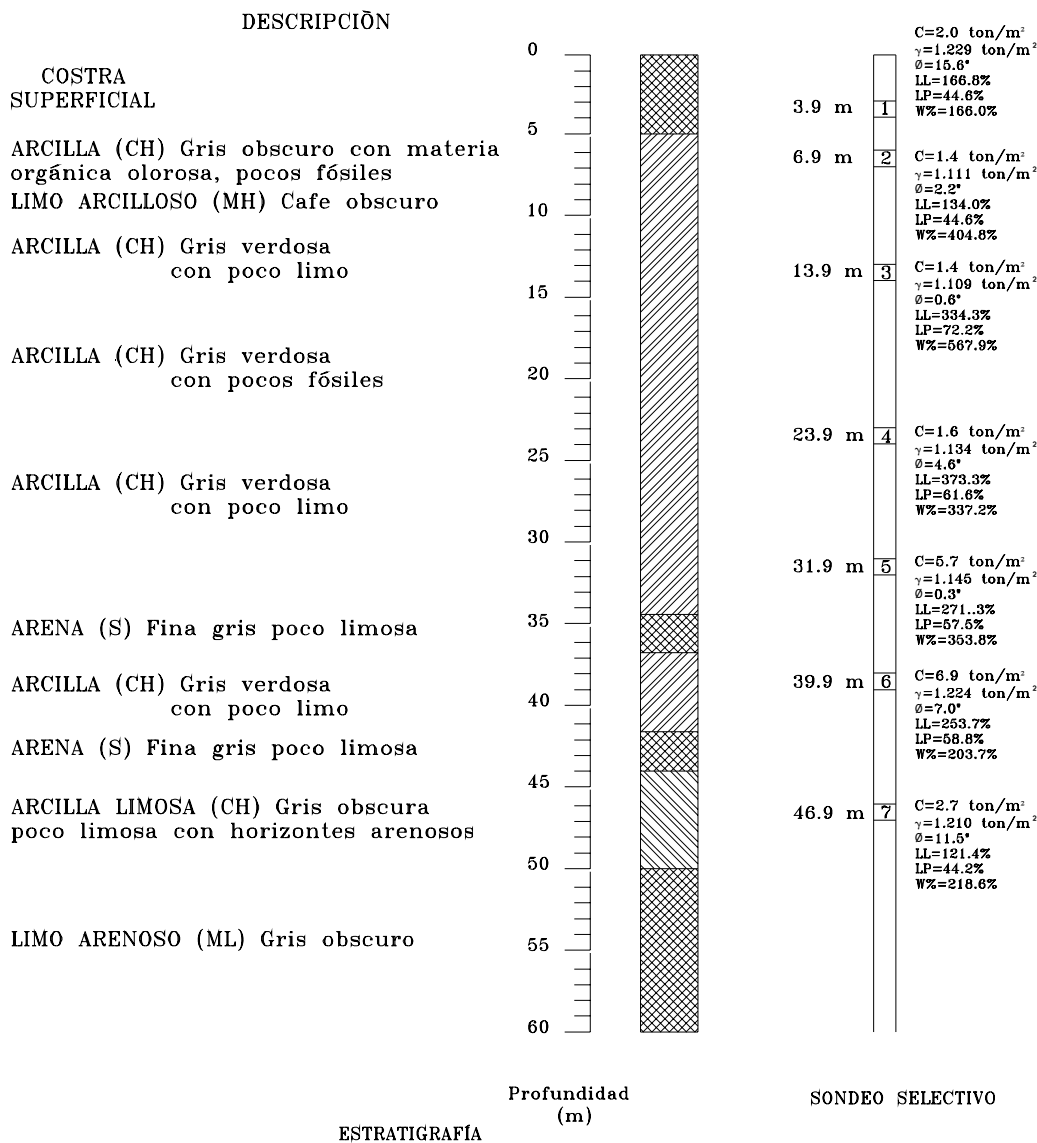 DESCRIPCIÒN
COSTRA
SUPERFICIAL
ARCILLA (CH) Gris obscuro con materia
orgánica olorosa, pocos fósiles
LIMO ARCILLOSO (MH) Cafe obscuro
ARCILLA (CH) Gris verdosa
con poco limo
ARCILLA (CH) Gris verdosa
con pocos fósiles
ARCILLA (CH) Gris verdosa
con poco limo
ARENA (S) Fina gris poco limosa
ARCILLA (CH) Gris verdosa
con poco limo
ARENA (S) Fina gris poco limosa
ARCILLA LIMOSA (CH) Gris obscura
poco limosa con horizontes arenosos
LIMO ARENOSO (ML) Gris obscuro
0
5
10
15
20
25
30
35
40
45
50
55
60
Profundidad
(m)
ESTRATIGRAFÍA
3.9 m 1
C=2.0 ton/m²
γ=1.229 ton/m²
Ø=15.6°
LL=166.8%
LP=44.6%
W%=166.0%
6.9 m 2
C=1.4 ton/m²
γ=1.111 ton/m²
Ø=2.2°
LL=134.0%
LP=44.6%
W%=404.8%
13.9 m 3
C=1.4 ton/m²
γ=1.109 ton/m²
Ø=0.6°
LL=334.3%
LP=72.2%
W%=567.9%
23.9 m 4
C=1.6 ton/m²
γ=1.134 ton/m²
Ø=4.6°
LL=373.3%
LP=61.6%
W%=337.2%
31.9 m 5
C=5.7 ton/m²
γ=1.145 ton/m²
Ø=0.3°
LL=271..3%
LP=57.5%
W%=353.8%
39.9 m 6
C=6.9 ton/m²
γ=1.224 ton/m²
Ø=7.0°
LL=253.7%
LP=58.8%
W%=203.7%
46.9 m 7
C=2.7 ton/m²
γ=1.210 ton/m²
Ø=11.5°
LL=121.4%
LP=44.2%
W%=218.6%
SONDEO SELECTIVO